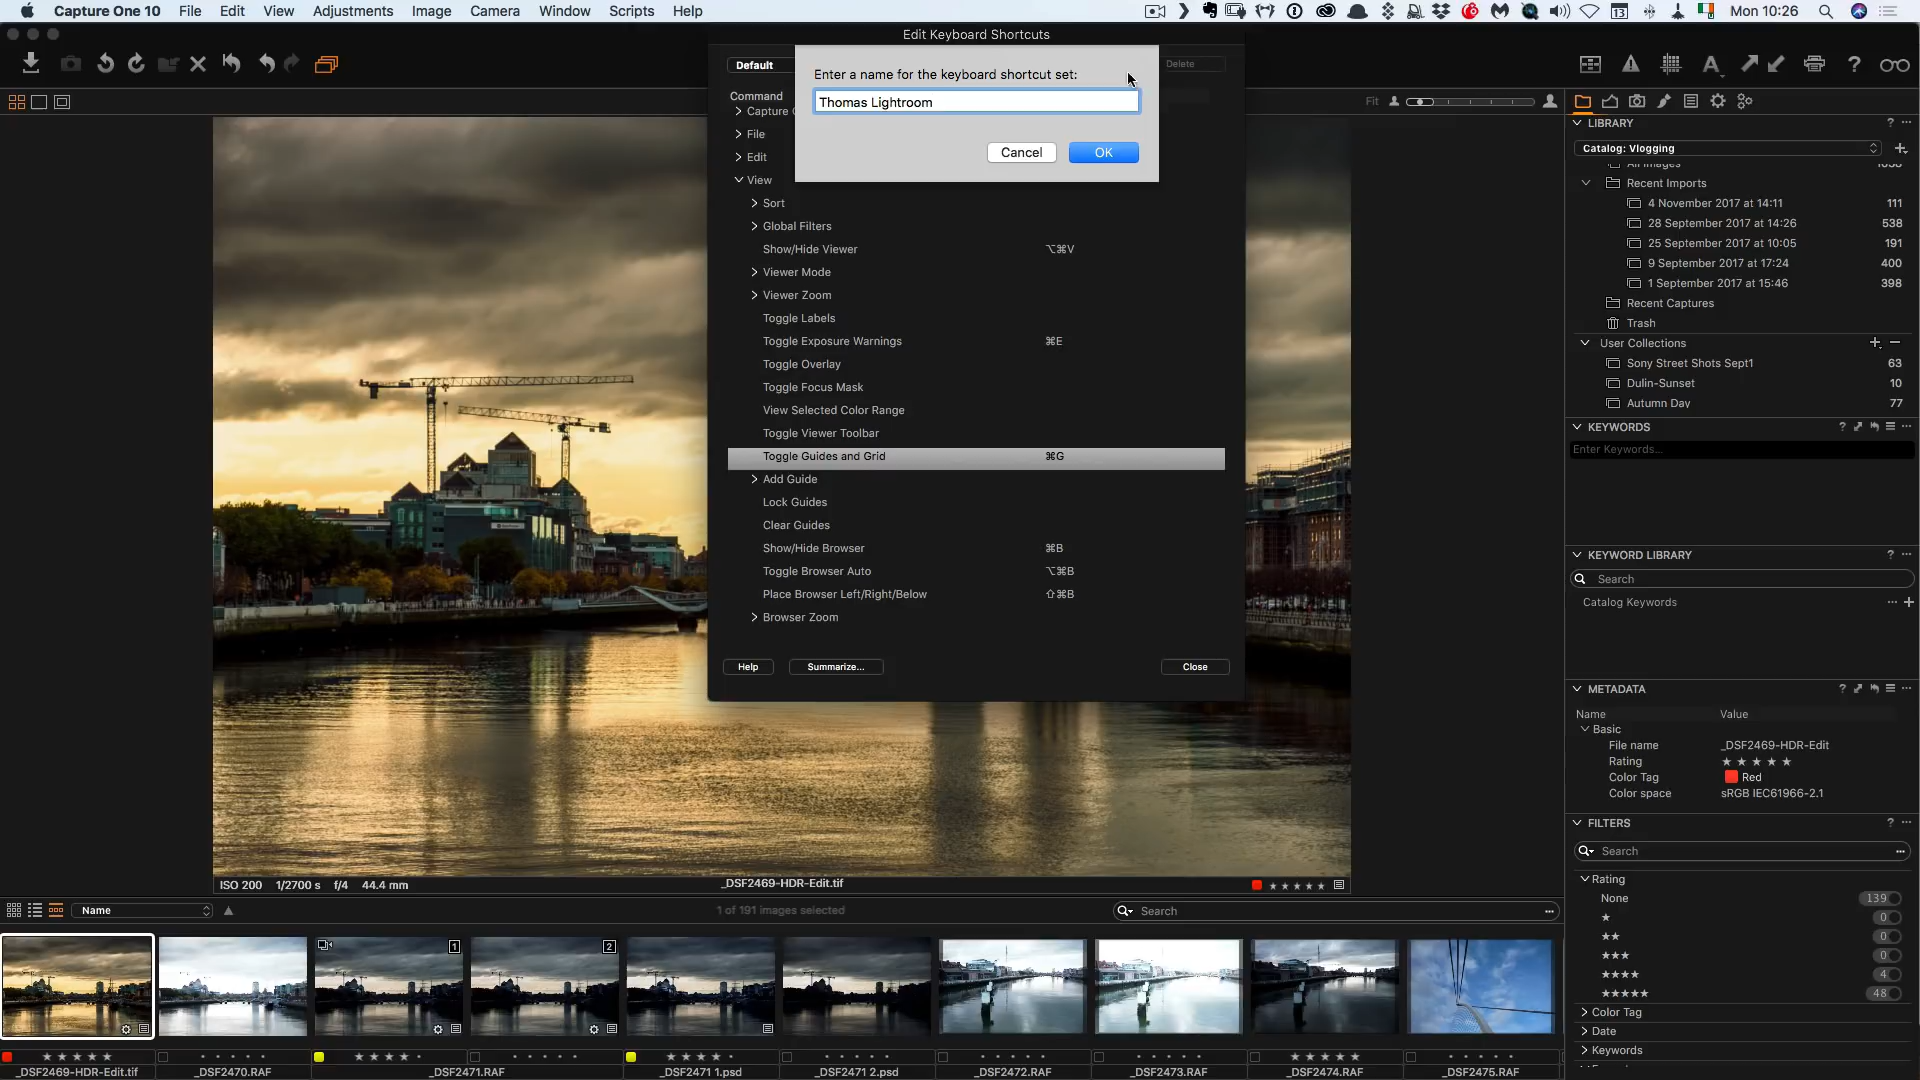 Capture One 10 File Edit View Adjustments Image Camera Window Scripts Help
13 Mon 10:26
Edit Keyboard Shortcuts
Default
Delete
Enter a name for the keyboard shortcut set:
Thomas Lightroom
Cancel OK
Command
Capture
File
Edit
View
Sort
Global Filters
Show/Hide Viewer ⌥⌘V
Viewer Mode
Viewer Zoom
Toggle Labels
Toggle Exposure Warnings ⌘E
Toggle Overlay
Toggle Focus Mask
View Selected Color Range
Toggle Viewer Toolbar
Toggle Guides and Grid ⌘G
Add Guide
Lock Guides
Clear Guides
Show/Hide Browser ⌘B
Toggle Browser Auto ⌥⌘B
Place Browser Left/Right/Below ⇧⌘B
Browser Zoom
Help Summarize... Close
Fit
LIBRARY
Catalog: Vlogging
All Images
Recent Imports
4 November 2017 at 14:11 111
28 September 2017 at 14:26 538
25 September 2017 at 10:05 191
9 September 2017 at 17:24 400
1 September 2017 at 15:46 398
Recent Captures
Trash
User Collections
Sony Street Shots Sept1 63
Dulin-Sunset 10
Autumn Day 77
KEYWORDS
Enter Keywords...
KEYWORD LIBRARY
Search
Catalog Keywords
METADATA
Name Value
Basic
File name _DSF2469-HDR-Edit
Rating ★ ★ ★ ★ ★
Color Tag Red
Color space sRGB IEC61966-2.1
FILTERS
Search
Rating
None 139
★ 0
★★ 0
★★★ 0
★★★★ 4
★★★★★ 48
Color Tag
Date
Keywords
ISO 200 1/2700 s f/4 44.4 mm
_DSF2469-HDR-Edit.tif
★ ★ ★ ★ ★
Name
1 of 191 images selected
Search
1
2
_DSF2469-HDR-Edit.tif
_DSF2470.RAF
_DSF2471.RAF
_DSF2471 1.psd
_DSF2471 2.psd
_DSF2472.RAF
_DSF2473.RAF
_DSF2474.RAF
_DSF2475.RAF